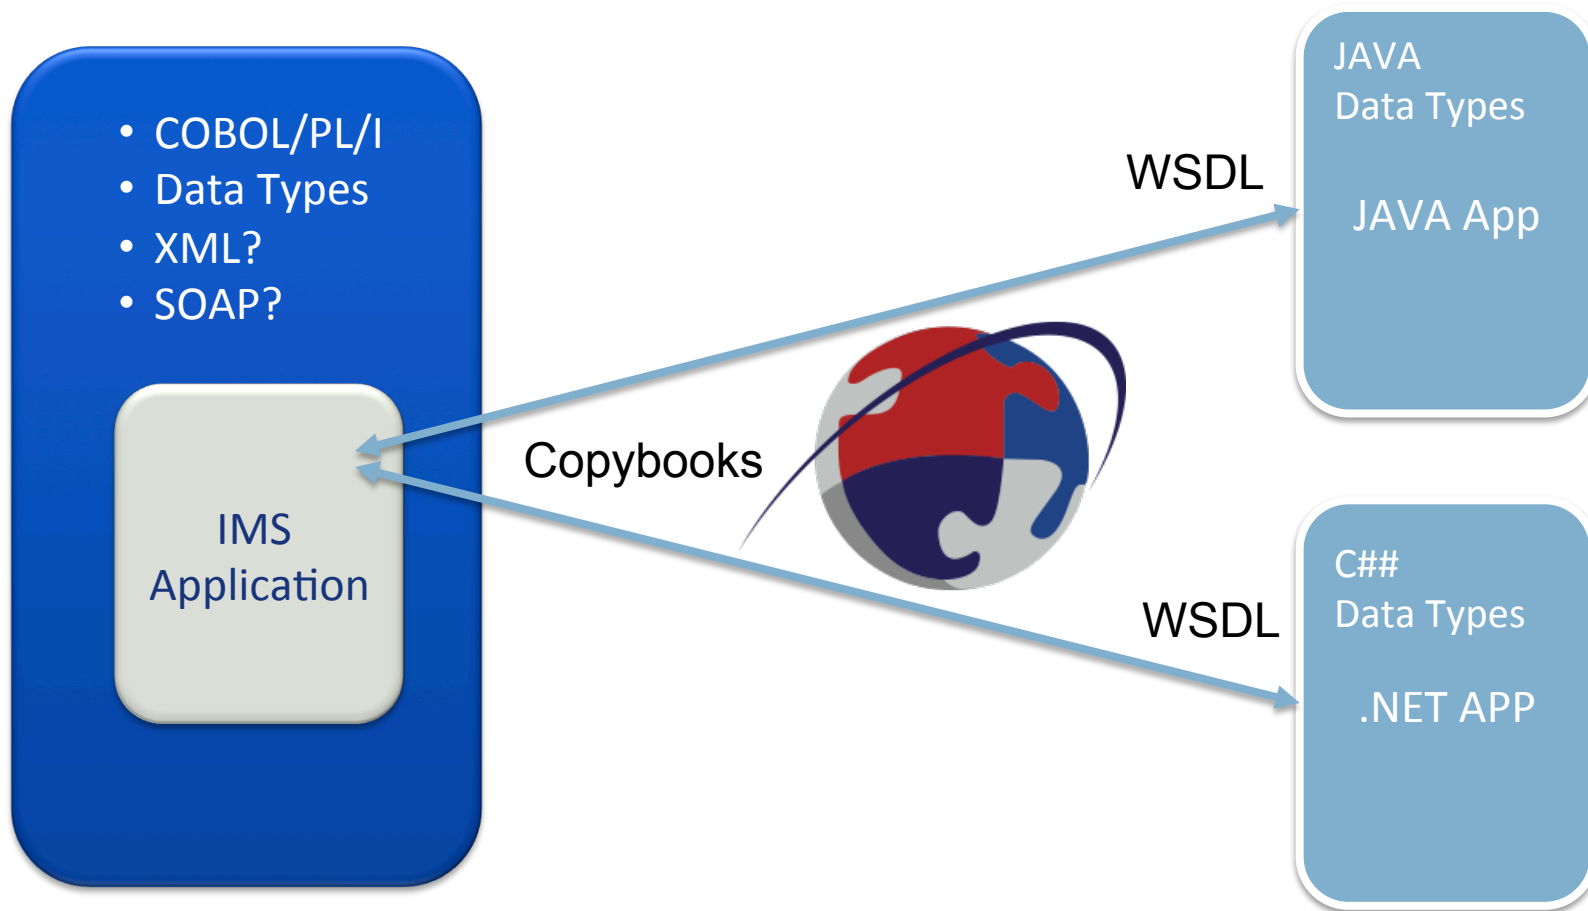 • COBOL/PL/I
• Data Types
• XML?
• SOAP?
IMS
Application
Copybooks
WSDL
JAVA
Data Types
JAVA App
WSDL
C##
Data Types
.NET APP